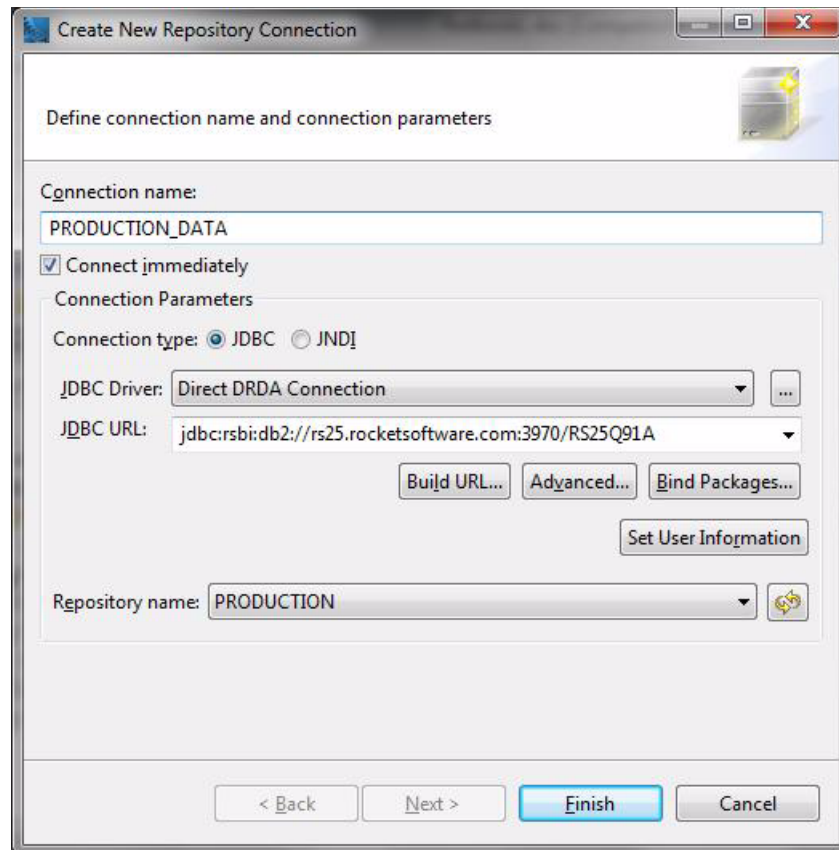 Create New Repository Connection
Define connection name and connection parameters
Connection name:
PRODUCTION_DATA
Connect immediately
Connection Parameters
Connection type: JDBC JNDI
JDBC Driver: Direct DRDA Connection ...
JDBC URL: jdbc:rsbi:db2://rs25.rocketsoftware.com:3970/RS25Q91A
Build URL... Advanced... Bind Packages...
Set User Information
Repository name: PRODUCTION
< Back Next > Finish Cancel